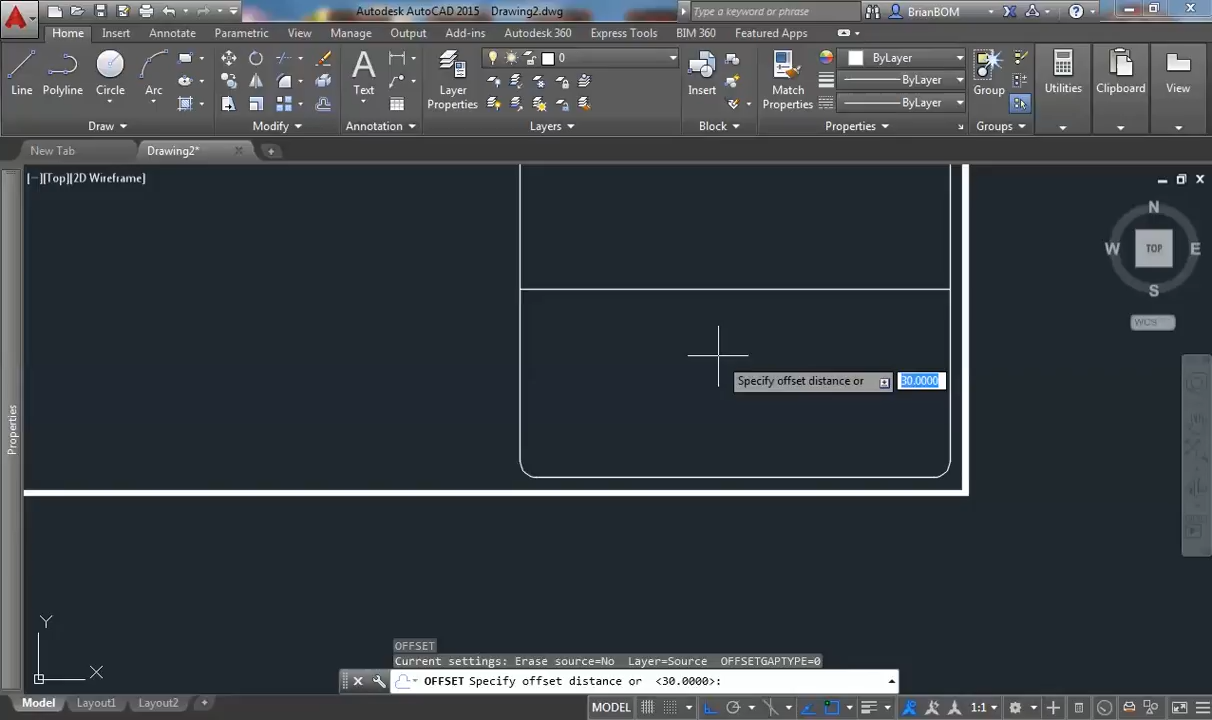 Autodesk AutoCAD 2015 Drawing2.dwg
Type a keyword or phrase
BrianBOM
Home Insert Annotate Parametric View Manage Output Add-ins Autodesk 360 Express Tools BIM 360 Featured Apps
Line Polyline Circle Arc
Draw
Modify
Text
Annotation
Layer Properties
0
Layers
Insert
Block
Match Properties
ByLayer
ByLayer
ByLayer
Properties
Group
Groups
Utilities
Clipboard
View
New Tab Drawing2*
[−][Top][2D Wireframe]
N
W TOP E
S
WCS
Properties
Specify offset distance or 30.0000
Y
X
OFFSET
Current settings: Erase source=No Layer=Source OFFSETGAPTYPE=0
OFFSET Specify offset distance or <30.0000>:
Model Layout1 Layout2 +
MODEL 1:1